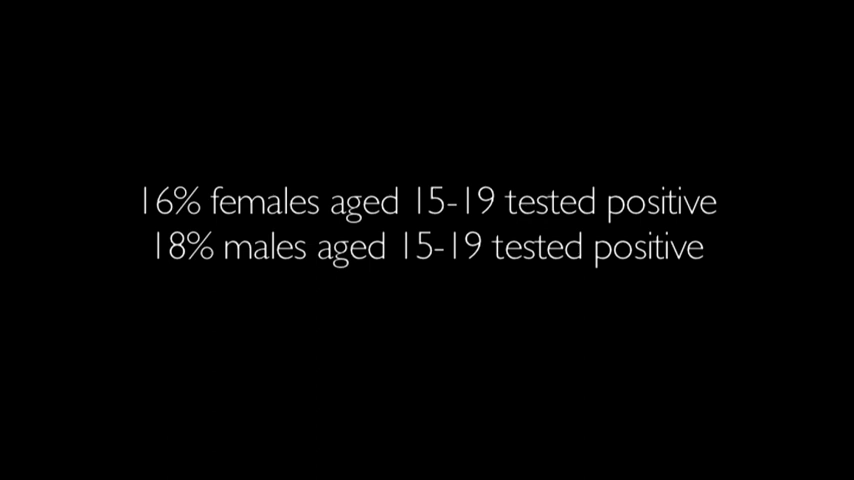 16% females aged 15-19 tested positive
18% males aged 15-19 tested positive